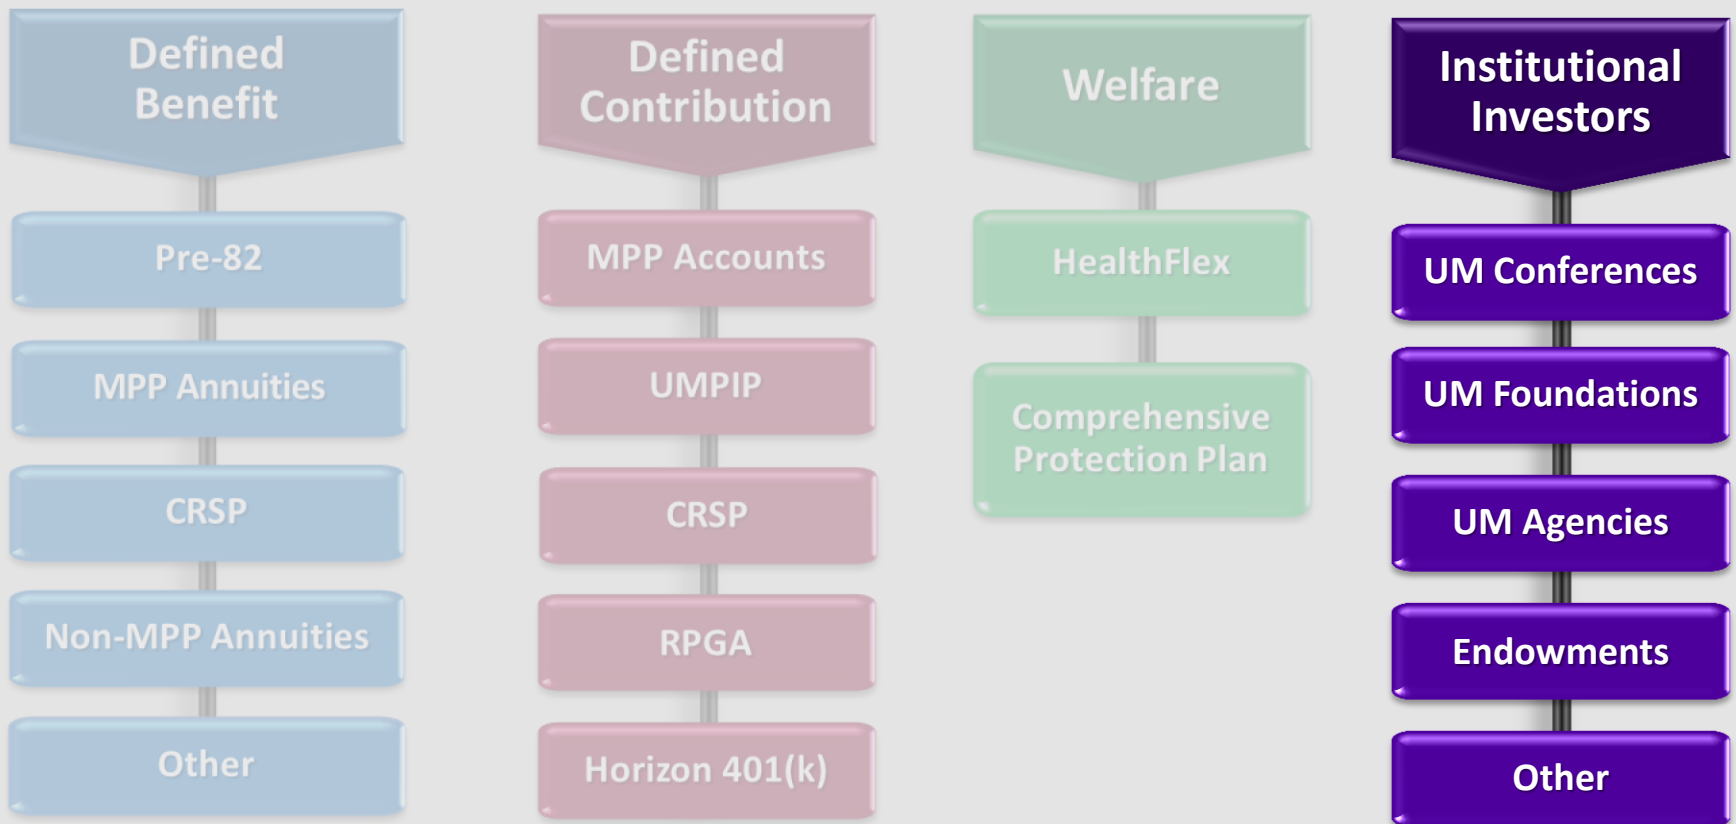 Defined
Benefit
Pre-82
MPP Annuities
CRSP
Non-MPP Annuities
Other
Defined
Contribution
MPP Accounts
UMPIP
CRSP
RPGA
Horizon 401(k)
Welfare
HealthFlex
Comprehensive
Protection Plan
Institutional
Investors
UM Conferences
UM Foundations
UM Agencies
Endowments
Other